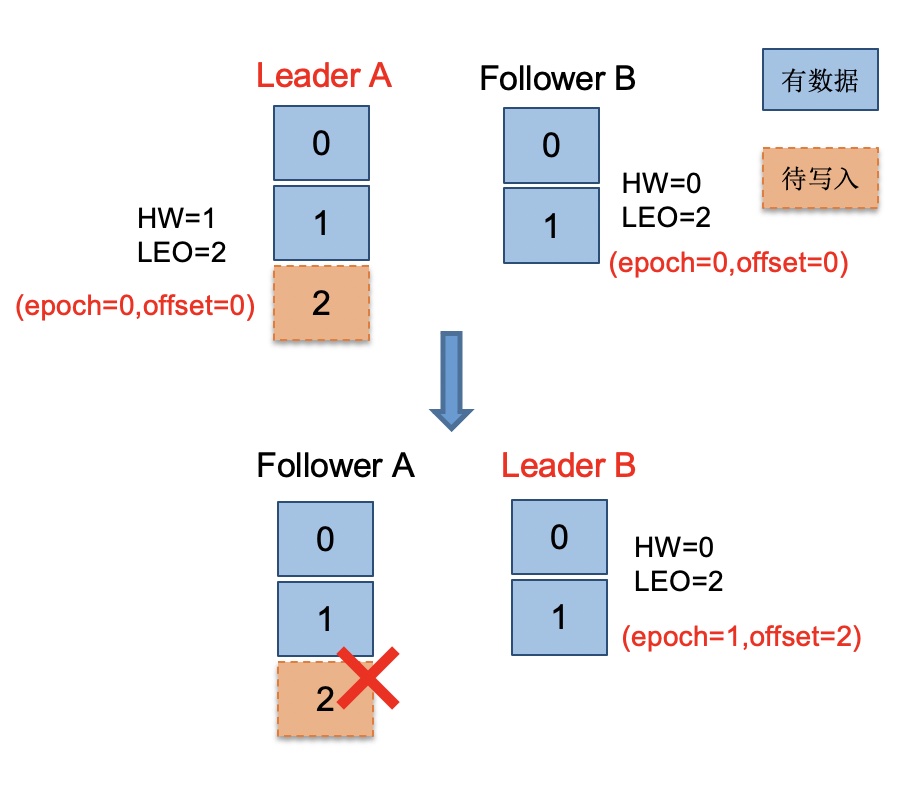 Leader A
Follower B
有数据
0
0
待写入
HW=0
1
1
LEO=2
HW=1
LEO=2
(epoch=0,offset=0)
(epoch=0,offset=0)
2
Follower A
Leader B
0
0
HW=0
LEO=2
1
1
(epoch=1,offset=2)
2